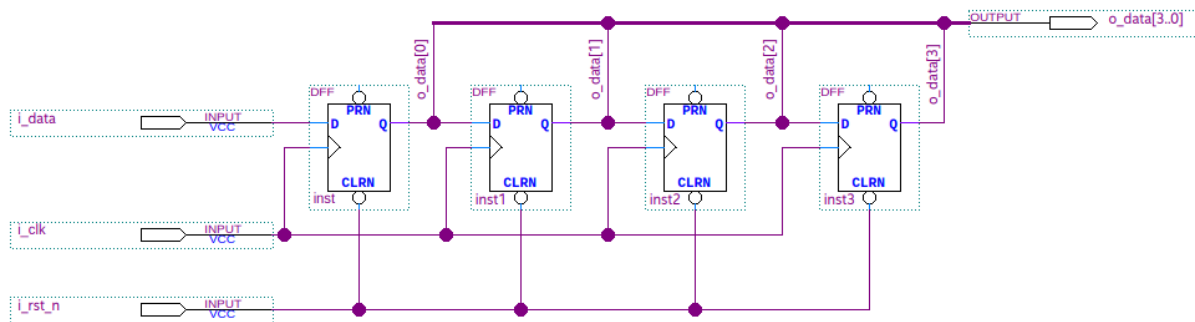 OUTPUT
o_data[3..0]
o_data[0]
o_data[1]
o_data[2]
o_data[3]
DFF
DFF
DFF
DFF
PRN
PRN
PRN
PRN
i_data
INPUT
VCC
D
Q
D
Q
D
Q
D
Q
CLRN
CLRN
CLRN
CLRN
inst
inst1
inst2
inst3
i_clk
INPUT
VCC
i_rst_n
INPUT
VCC